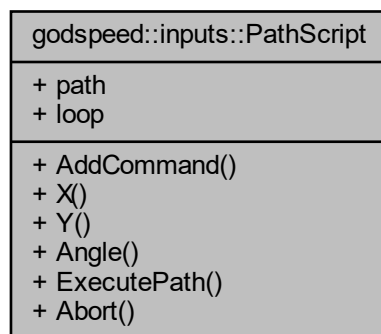 godspeed::inputs::PathScript
+ path
+ loop
+ AddCommand()
+ X()
+ Y()
+ Angle()
+ ExecutePath()
+ Abort()